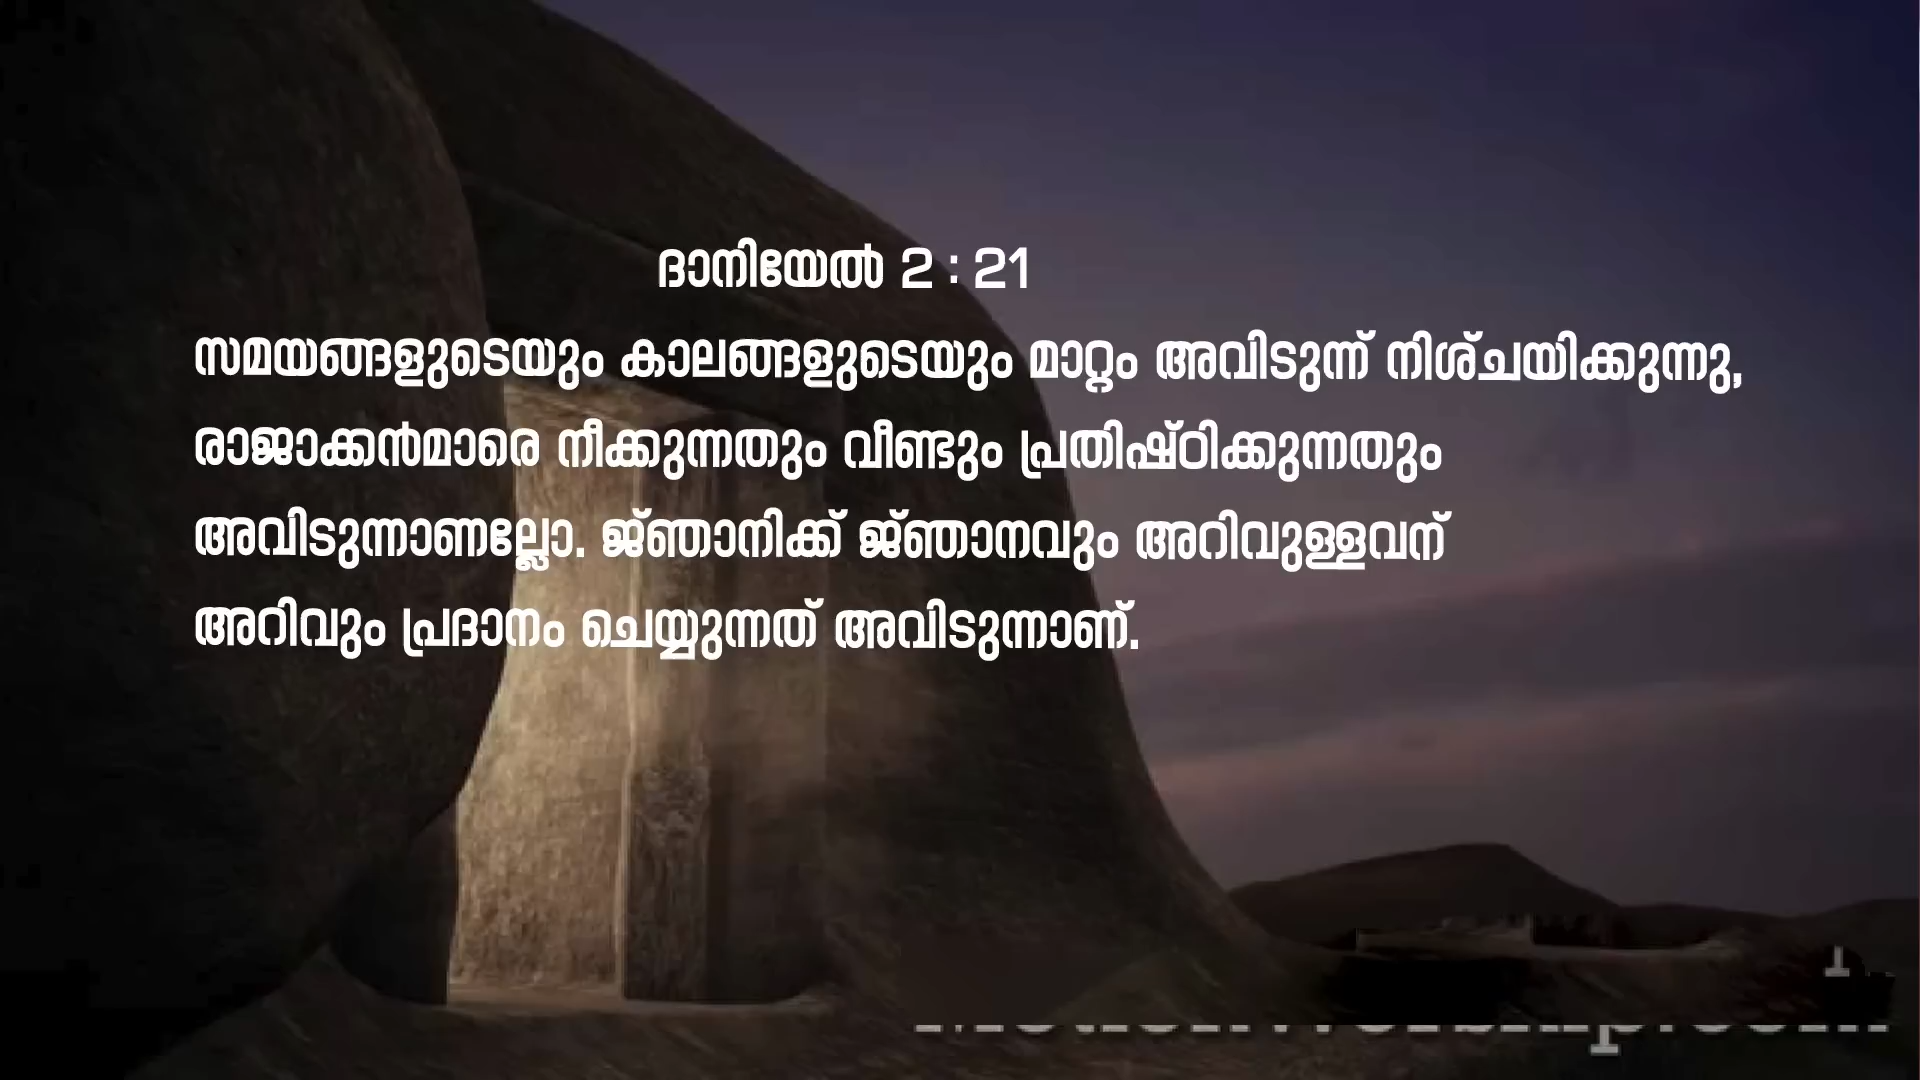 ദാനിയേൽ 2 : 21
സമയങ്ങളുടെയും കാലങ്ങളുടെയും മാറ്റം അവിടുന്ന് നിശ്ചയിക്കുന്നു,
രാജാക്കൻമാരെ നീക്കുന്നതും വീണ്ടും പ്രതിഷ്ഠിക്കുന്നതും
അവിടുന്നാണല്ലോ. ജ്ഞാനിക്ക് ജ്ഞാനവും അറിവുള്ളവന്
അറിവും പ്രദാനം ചെയ്യുന്നത് അവിടുന്നാണ്.